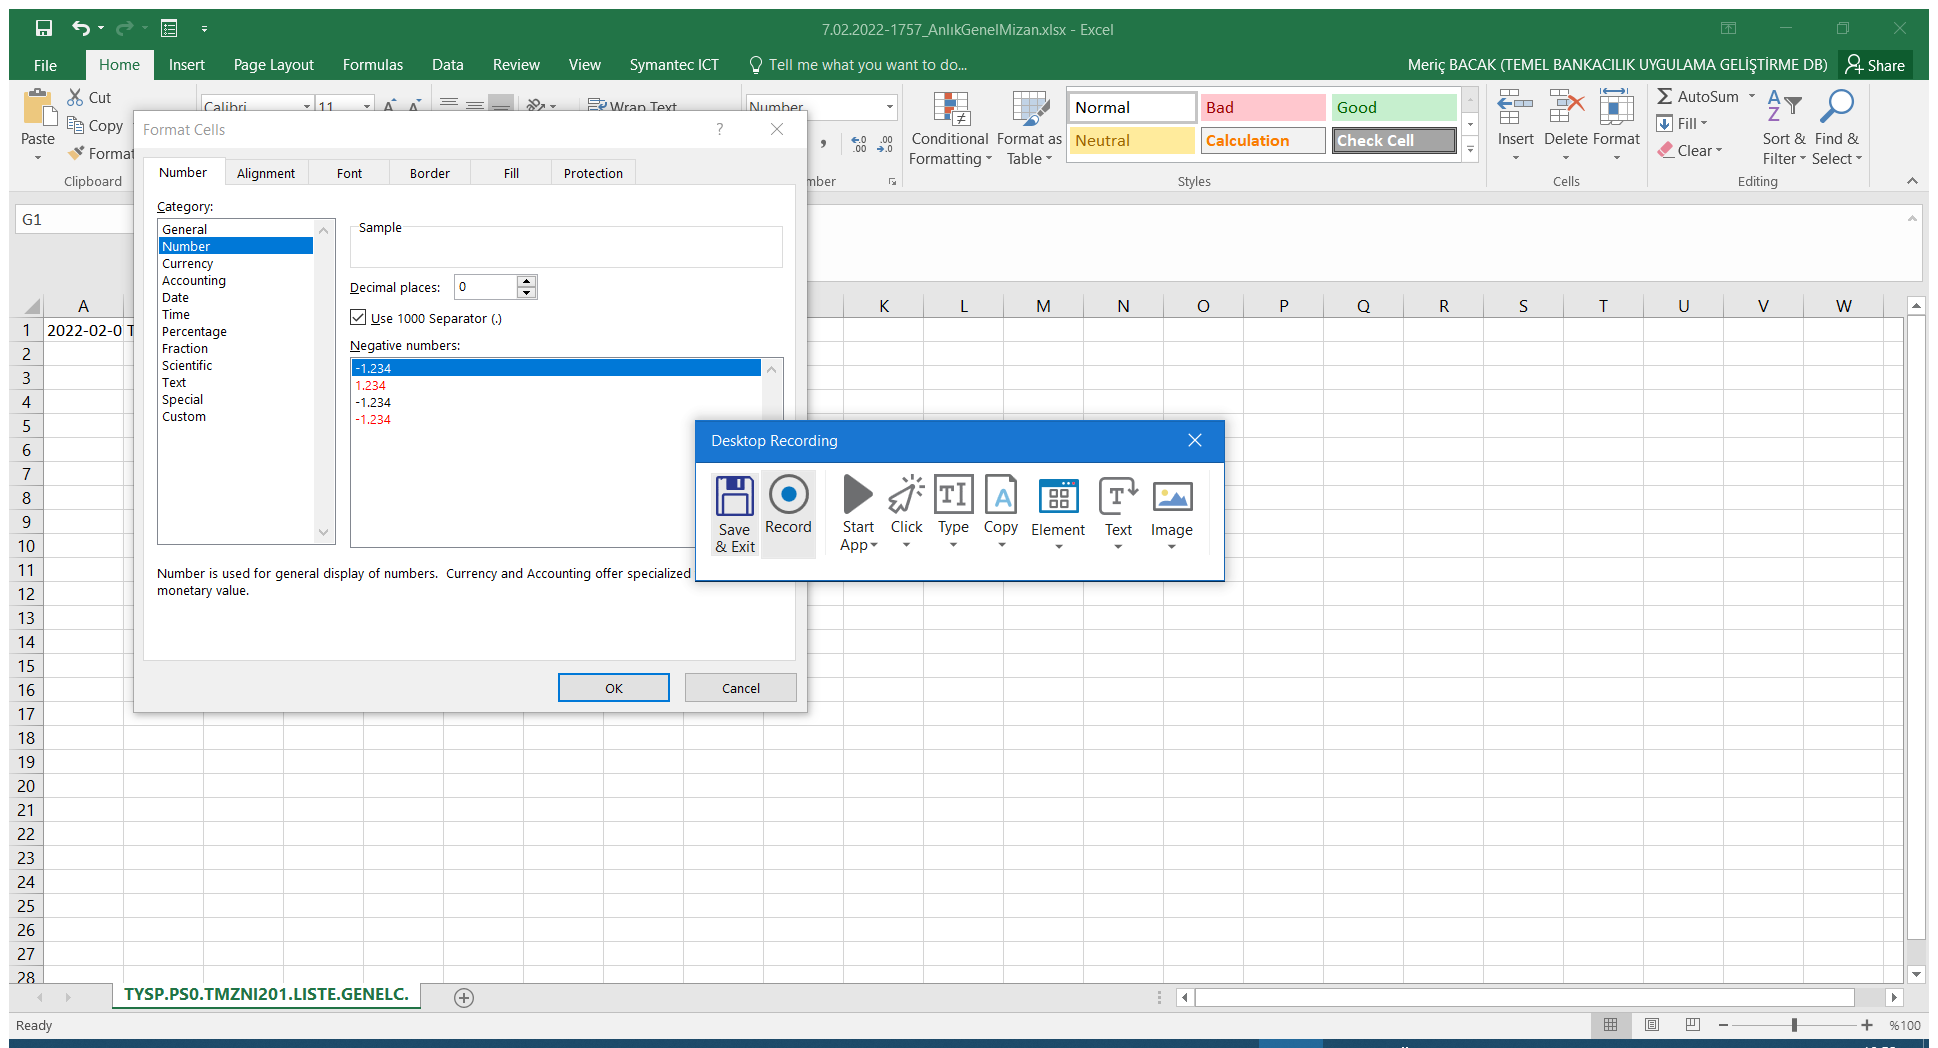 7.02.2022-1757_AnlıkGenelMizan.xlsx - Excel
File Home Insert Page Layout Formulas Data Review View Symantec ICT Tell me what you want to do... Meriç BACAK (TEMEL BANKACILIK UYGULAMA GELİŞTİRME DB) Share
Paste
Cut
Copy
Format
Clipboard
Calibri 11
Wrap Text
Number
Conditional Formatting
Format as Table
Normal Bad Good
Neutral Calculation Check Cell
Styles
Insert Delete Format
Cells
AutoSum
Fill
Clear
Sort & Filter
Find & Select
Editing
G1
Format Cells
Number Alignment Font Border Fill Protection
Category:
General
Number
Currency
Accounting
Date
Time
Percentage
Fraction
Scientific
Text
Special
Custom
Sample
Decimal places: 0
Use 1000 Separator (.)
Negative numbers:
-1.234
1.234
-1.234
-1.234
Number is used for general display of numbers. Currency and Accounting offer specialized
monetary value.
OK Cancel
Desktop Recording
Save & Exit
Record
Start App
Click
Type
Copy
Element
Text
Image
A K L M N O P Q R S T U V W
1 2022-02-0 T
2
3
4
5
6
7
8
9
10
11
12
13
14
15
16
17
18
19
20
21
22
23
24
25
26
27
28
TYSP.PS0.TMZNI201.LISTE.GENELC.
Ready
%100